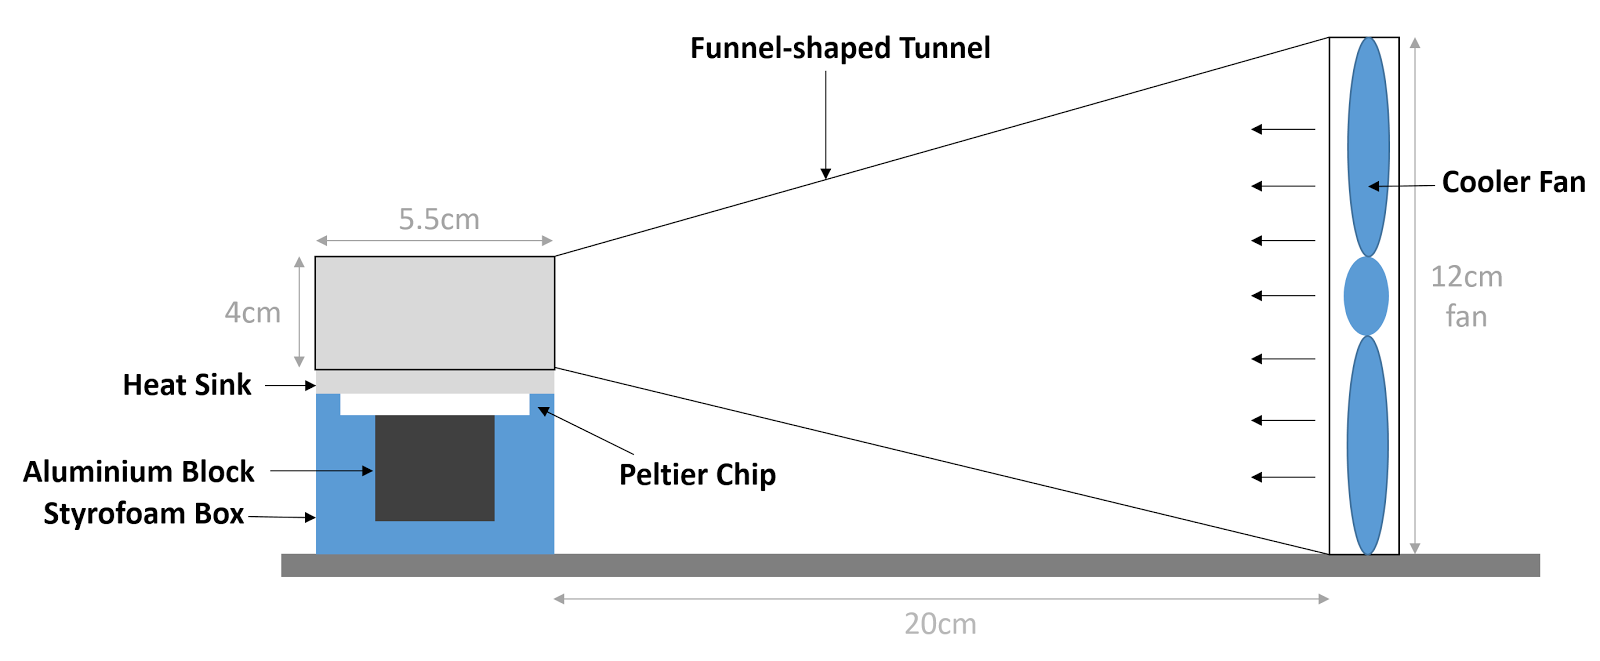 Funnel-shaped Tunnel
Cooler Fan
5.5cm
12cm
fan
4cm
Heat Sink
Aluminium Block
Peltier Chip
Styrofoam Box
20cm